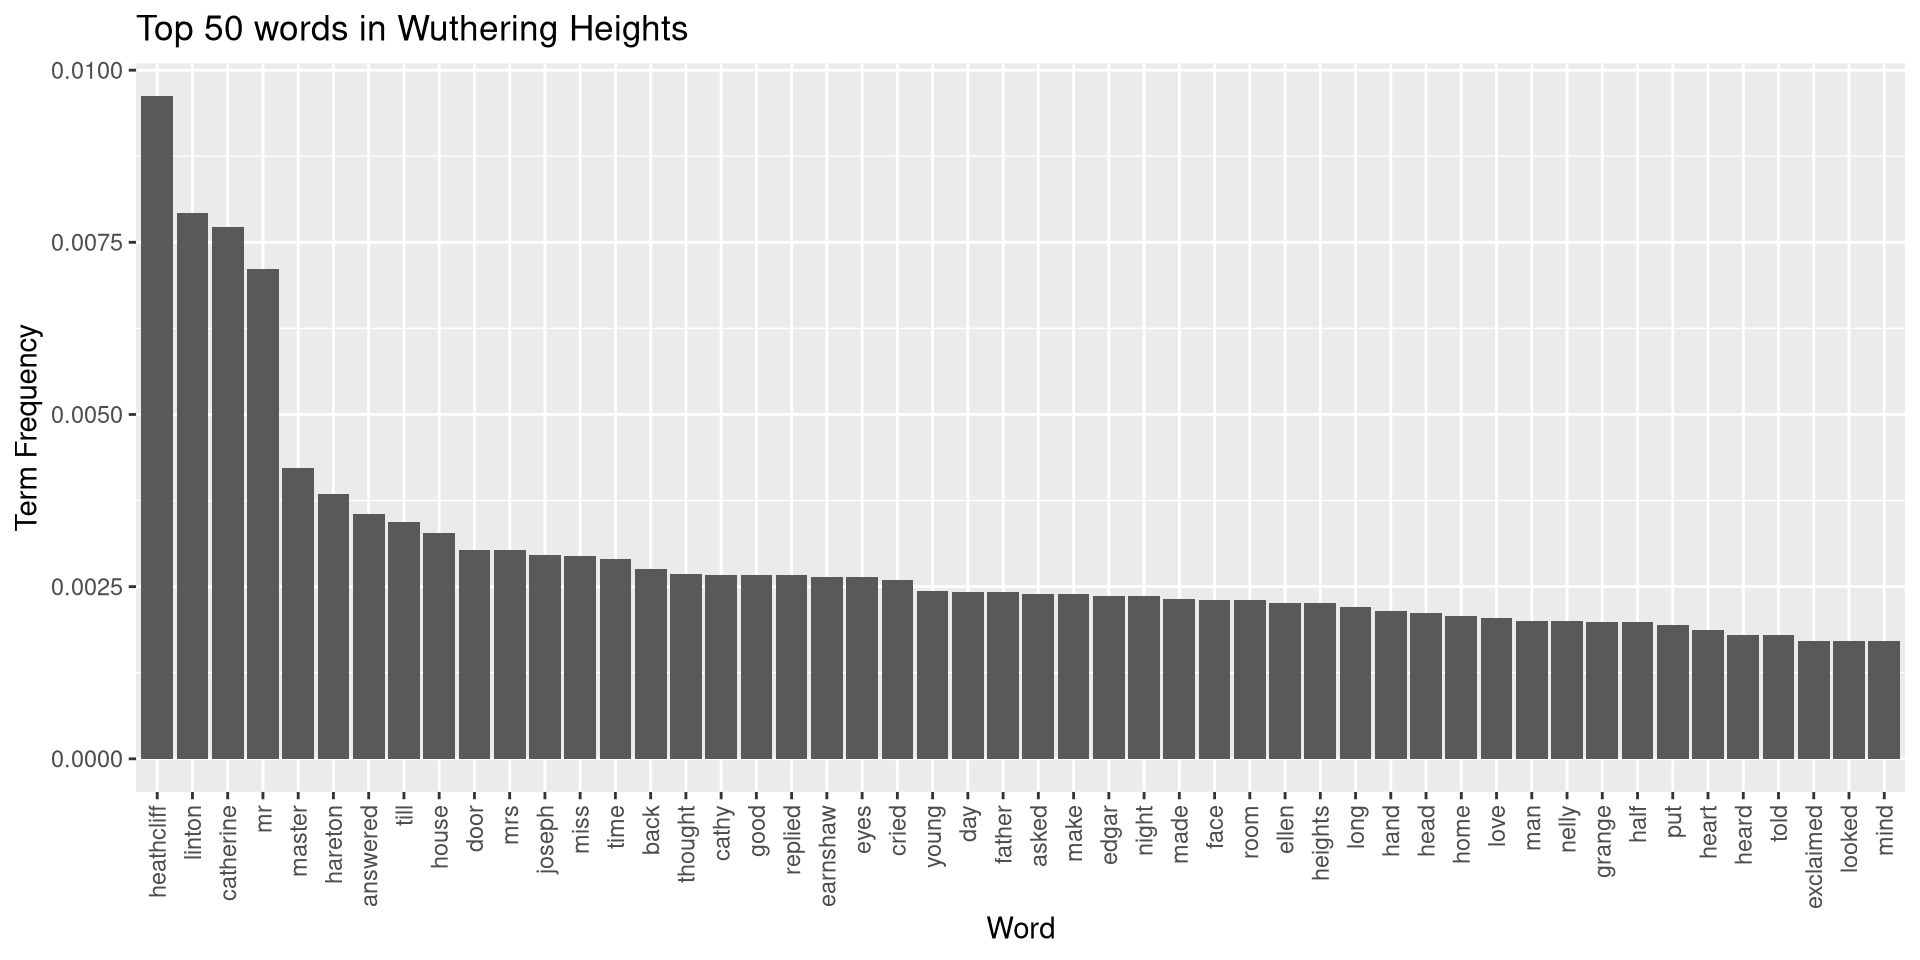 Top 50 words in Wuthering Heights
Term Frequency
0.0100
0.0075
0.0050
0.0025
0.0000
heathcliff
linton
catherine
mr
master
hareton
answered
till
house
door
mrs
joseph
miss
time
back
thought
cathy
good
replied
earnshaw
eyes
cried
young
day
father
asked
make
edgar
night
made
face
room
ellen
heights
long
hand
head
home
love
man
nelly
grange
half
put
heart
heard
told
exclaimed
looked
mind
Word